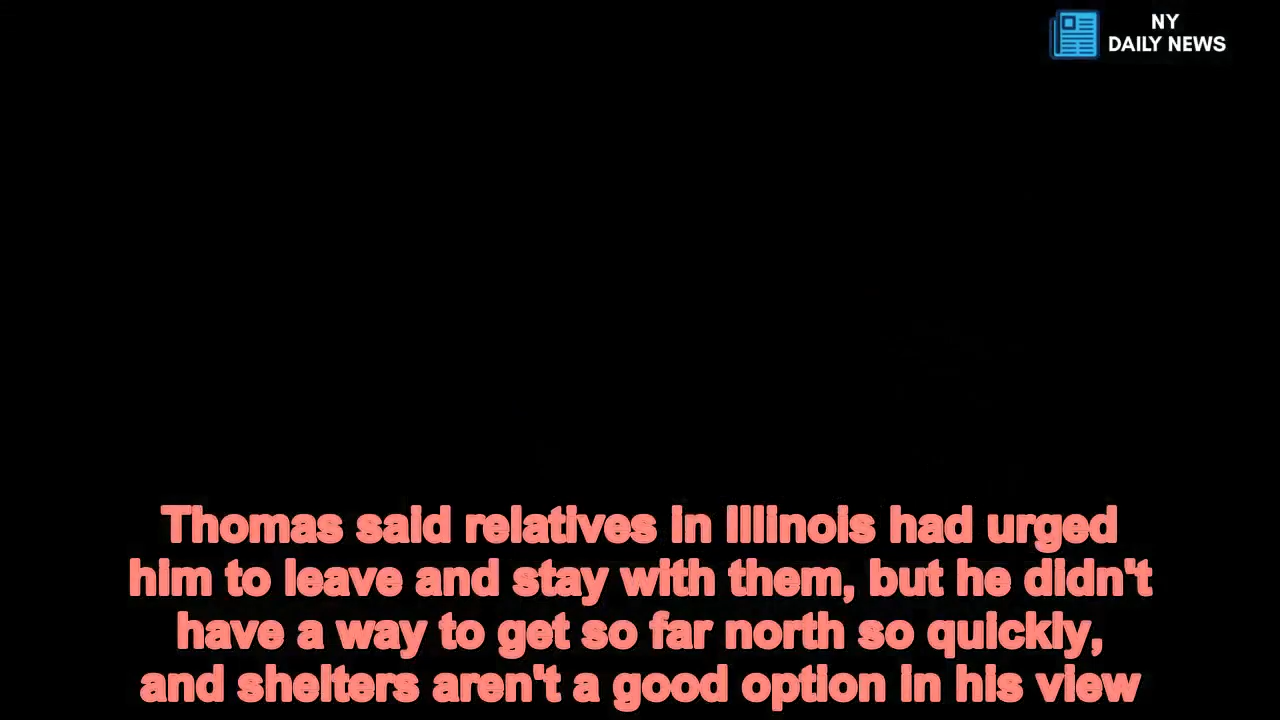 NY
DAILY NEWS
Thomas said relatives in Illinois had urged
him to leave and stay with them, but he didn't
have a way to get so far north so quickly,
and shelters aren't a good option in his view